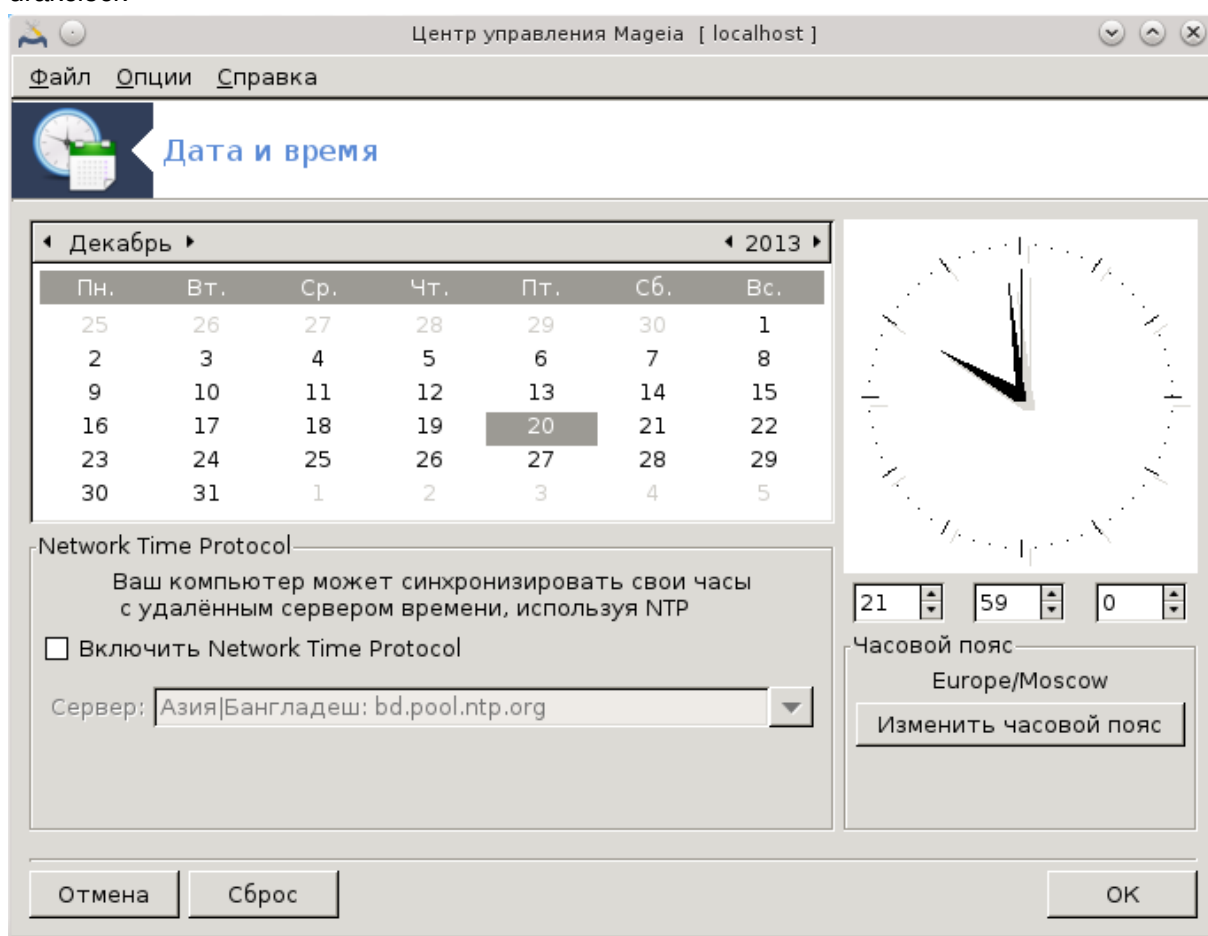 drakclock
Центр управления Mageia [ localhost ]
Файл Опции Справка
Дата и время
Декабрь 2013
Пн. Вт. Ср. Чт. Пт. Сб. Вс.
25 26 27 28 29 30 1
2 3 4 5 6 7 8
9 10 11 12 13 14 15
16 17 18 19 20 21 22
23 24 25 26 27 28 29
30 31 1 2 3 4 5
Network Time Protocol
Ваш компьютер может синхронизировать свои часы
с удалённым сервером времени, используя NTP
Включить Network Time Protocol
Сервер: Азия|Бангладеш: bd.pool.ntp.org
21 59 0
Часовой пояс
Europe/Moscow
Изменить часовой пояс
Отмена Сброс OK